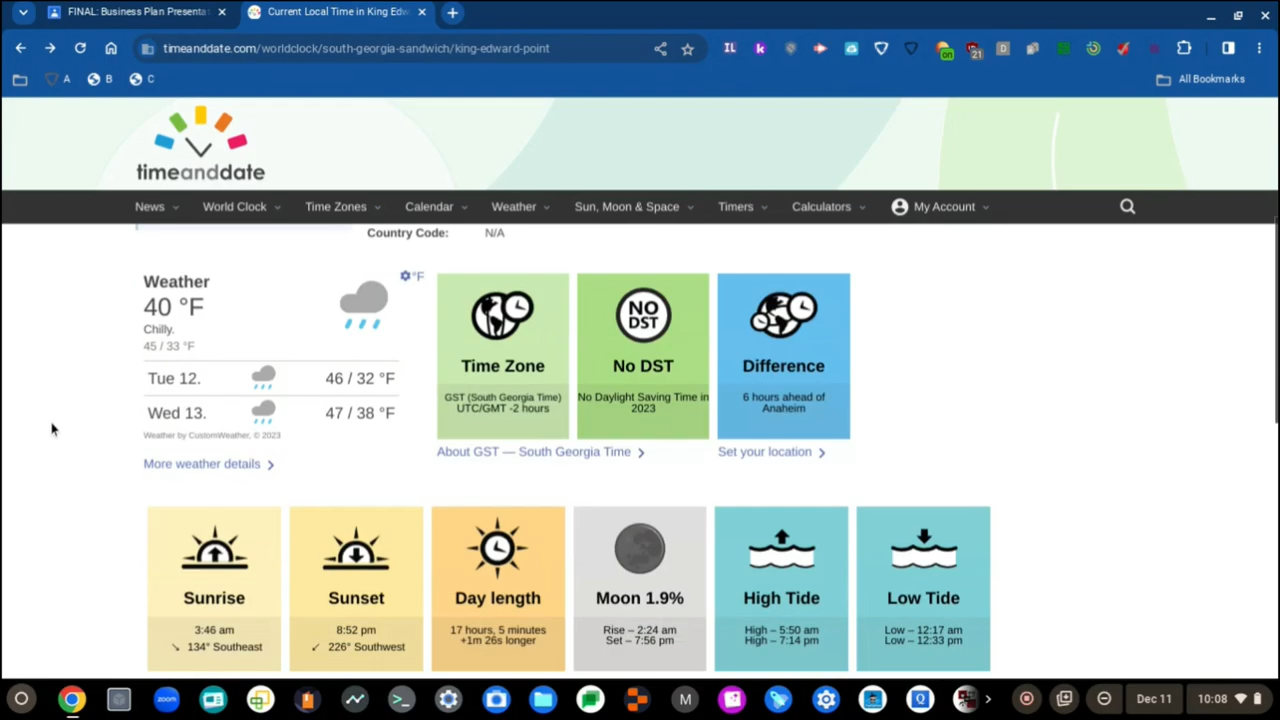 FINAL: Business Plan Presenta
Current Local Time in King Edw
timeanddate.com/worldclock/south-georgia-sandwich/king-edward-point
IL
k
on
21
D
A
B
C
All Bookmarks
timeanddate
News
World Clock
Time Zones
Calendar
Weather
Sun, Moon & Space
Timers
Calculators
My Account
Country Code: N/A
Weather
°F
40 °F
Chilly.
45 / 33 °F
Tue 12. 46 / 32 °F
Wed 13. 47 / 38 °F
Weather by CustomWeather, © 2023
More weather details
Time Zone
GST (South Georgia Time)
UTC/GMT -2 hours
NO
DST
No DST
No Daylight Saving Time in
2023
Difference
6 hours ahead of
Anaheim
About GST — South Georgia Time
Set your location
Sunrise
3:46 am
↘ 134° Southeast
Sunset
8:52 pm
↙ 226° Southwest
Day length
17 hours, 5 minutes
+1m 26s longer
Moon 1.9%
Rise – 2:24 am
Set – 7:56 pm
High Tide
High – 5:50 am
High – 7:14 pm
Low Tide
Low – 12:17 am
Low – 12:33 pm
zoom
M
Q
Dec 11
10:08